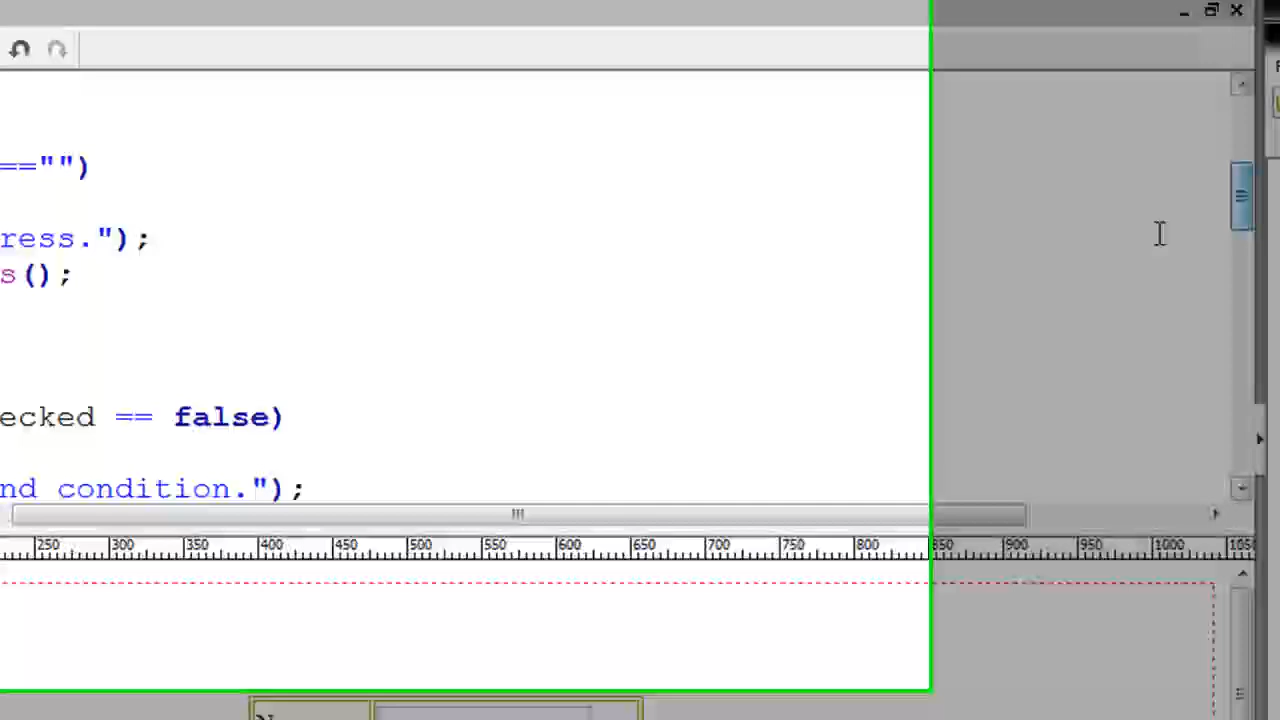 =="")
ress.");
s();
ecked == false)
nd condition.");
250 300 350 400 450 500 550 600 650 700 750 800 850 900 950 1000 1050